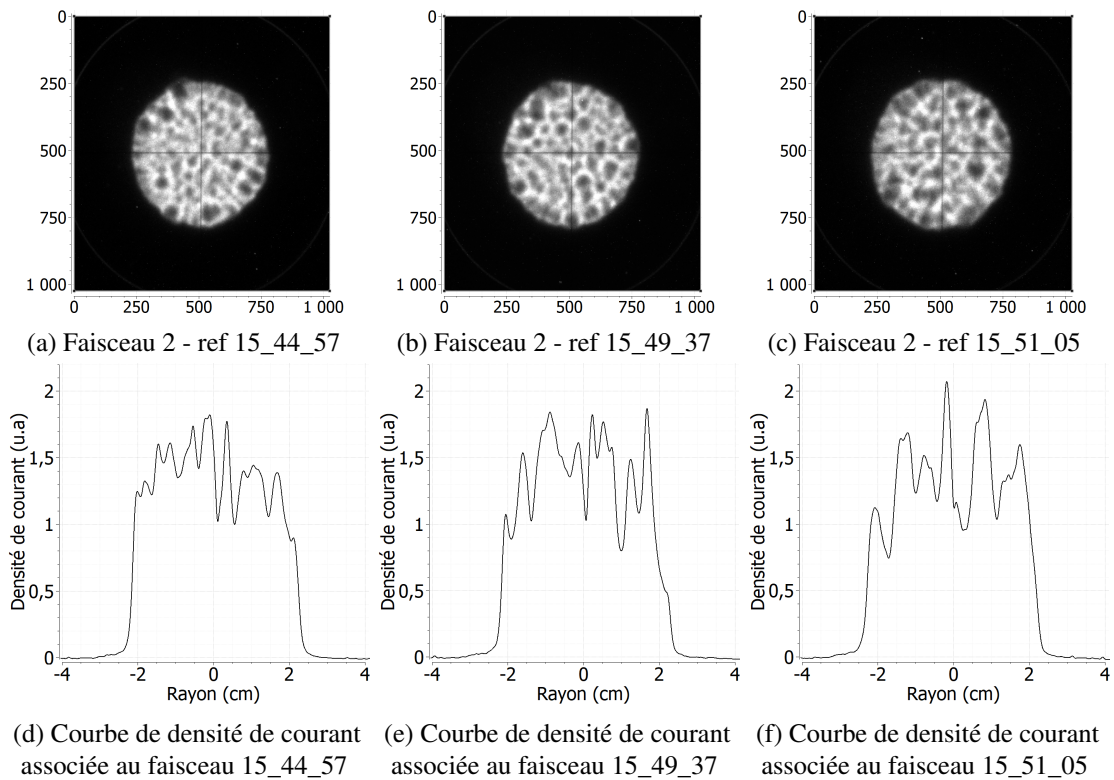 0
250
500
750
1 000
0 250 500 750 1 000
0
250
500
750
1 000
0 250 500 750 1 000
0
250
500
750
1 000
0 250 500 750 1 000
(a) Faisceau 2 - ref 15_44_57
(b) Faisceau 2 - ref 15_49_37
(c) Faisceau 2 - ref 15_51_05
Densité de courant (u.a)
2
1,5
1
0,5
0
-4 -2 0 2 4
Rayon (cm)
Densité de courant (u.a)
2
1,5
1
0,5
0
-4 -2 0 2 4
Rayon (cm)
Densité de courant (u.a)
2
1,5
1
0,5
0
-4 -2 0 2 4
Rayon (cm)
(d) Courbe de densité de courant
associée au faisceau 15_44_57
(e) Courbe de densité de courant
associée au faisceau 15_49_37
(f) Courbe de densité de courant
associée au faisceau 15_51_05